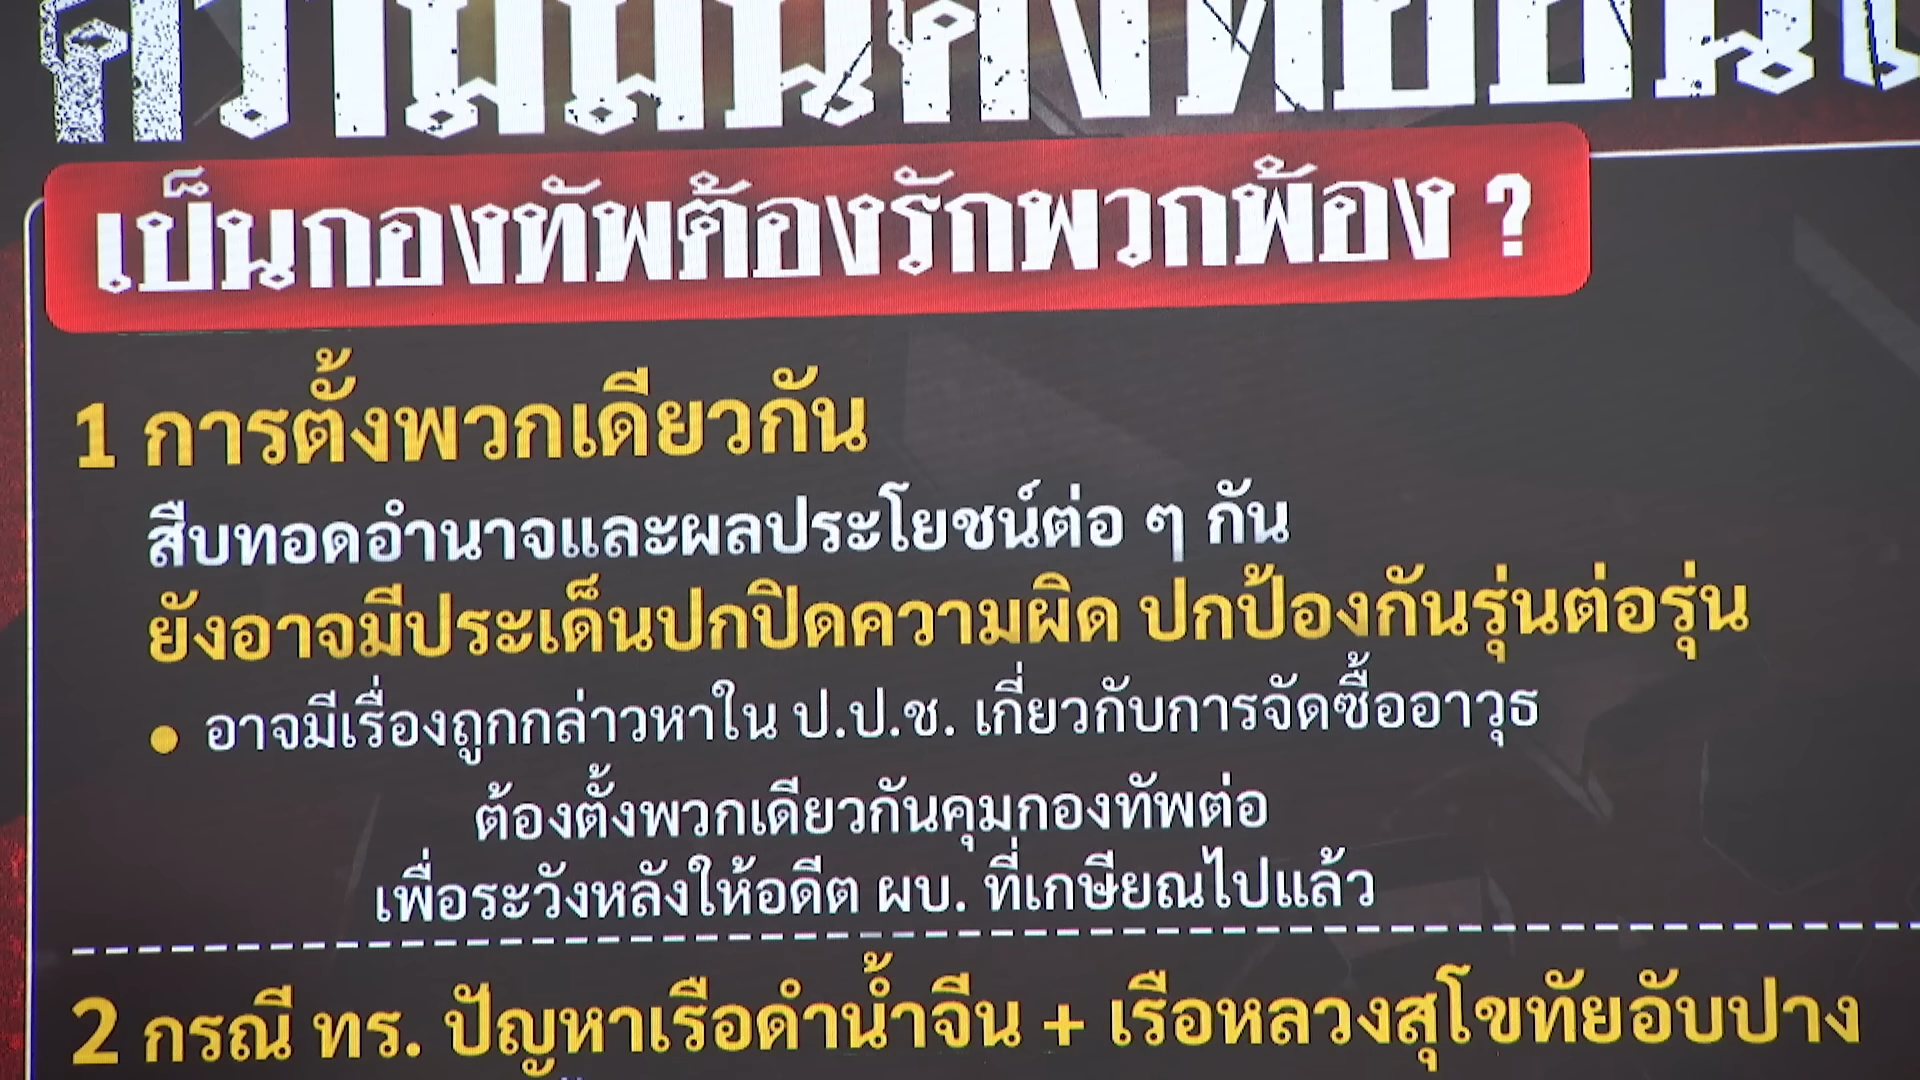 เป็นกองทัพต้องรักพวกพ้อง ?
1 การตั้งพวกเดียวกัน
สืบทอดอำนาจและผลประโยชน์ต่อ ๆ กัน
ยังอาจมีประเด็นปกปิดความผิด ปกป้องกันรุ่นต่อรุ่น
• อาจมีเรื่องถูกกล่าวหาใน ป.ป.ช. เกี่ยวกับการจัดซื้ออาวุธ
ต้องตั้งพวกเดียวกันคุมกองทัพต่อ
เพื่อระวังหลังให้อดีต ผบ. ที่เกษียณไปแล้ว
2 กรณี ทร. ปัญหาเรือดำน้ำจีน + เรือหลวงสุโขทัยอับปาง